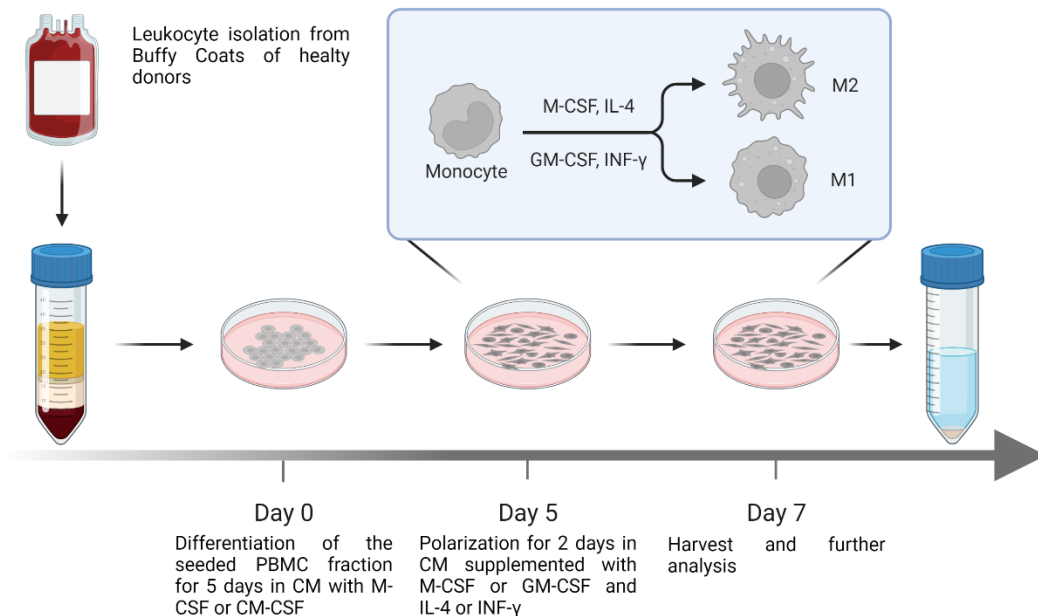 Leukocyte isolation from
Buffy Coats of healty
donors
M-CSF, IL-4
GM-CSF, INF-γ
Monocyte
M2
M1
Day 0
Differentiation of the
seeded PBMC fraction
for 5 days in CM with M-
CSF or CM-CSF
Day 5
Polarization for 2 days in
CM supplemented with
M-CSF or GM-CSF and
IL-4 or INF-γ
Day 7
Harvest and further
analysis